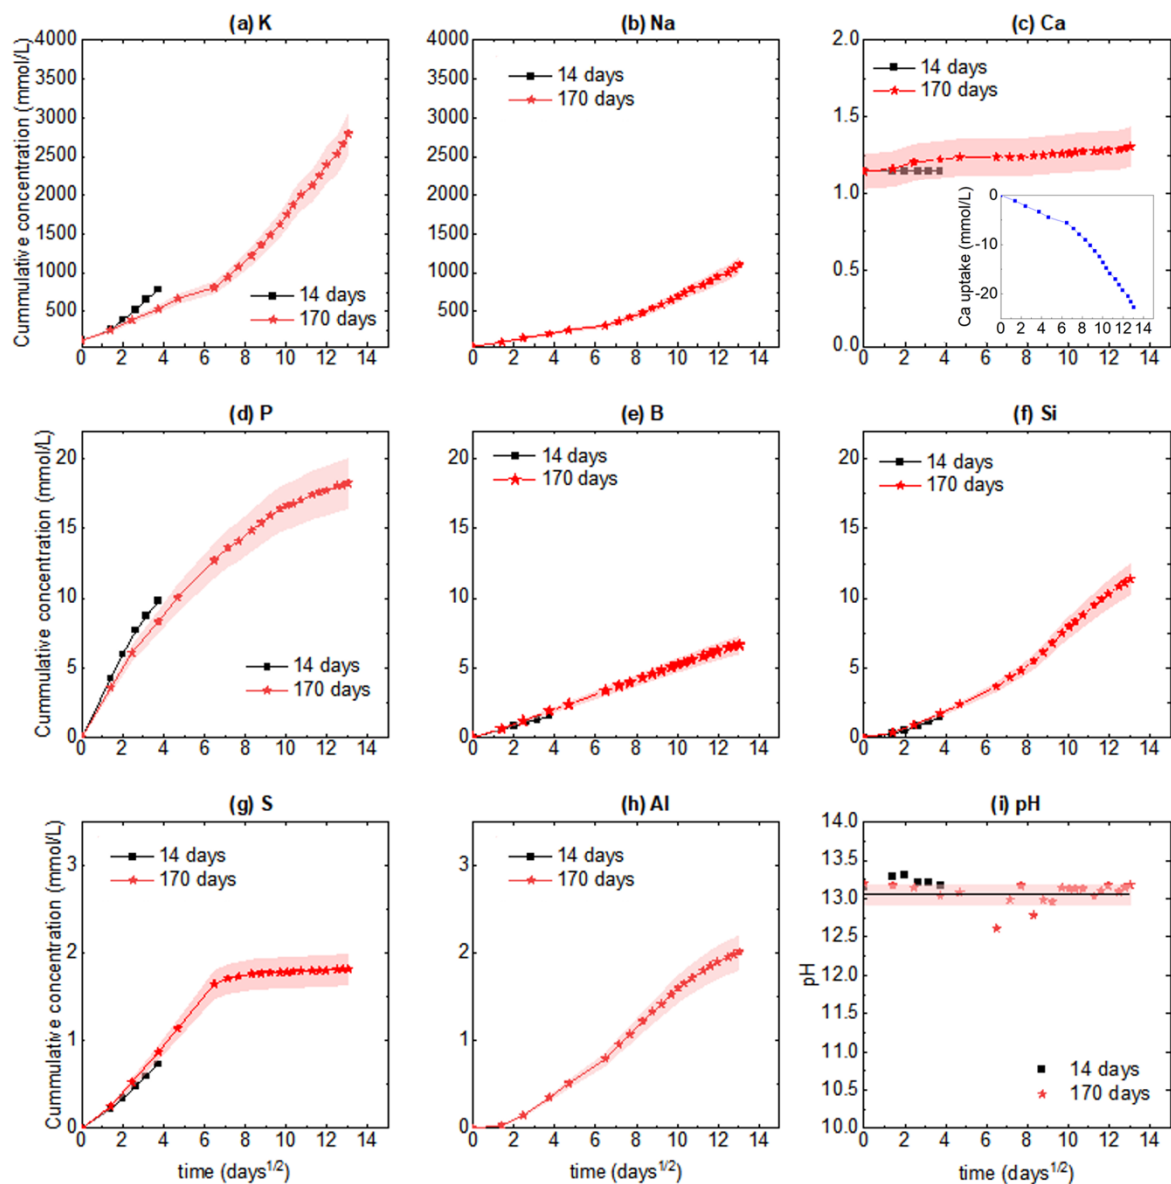 (a) K
Cummulative concentration (mmol/L)
4000
3500
3000
2500
2000
1500
1000
500
14 days
170 days
0 2 4 6 8 10 12 14
(b) Na
4000
3500
3000
2500
2000
1500
1000
500
14 days
170 days
0 2 4 6 8 10 12 14
(c) Ca
2.0
1.5
1.0
0.5
0.0
14 days
170 days
Ca uptake (mmol/L)
0
-10
-20
0 2 4 6 8 10 12 14
0 2 4 6 8 10 12 14
(d) P
Cummulative concentration (mmol/L)
20
15
10
5
0
14 days
170 days
0 2 4 6 8 10 12 14
(e) B
20
15
10
5
0
14 days
170 days
0 2 4 6 8 10 12 14
(f) Si
20
15
10
5
0
14 days
170 days
0 2 4 6 8 10 12 14
(g) S
Cummulative concentration (mmol/L)
3
2
1
0
14 days
170 days
0 2 4 6 8 10 12 14
time (days1/2)
(h) Al
3
2
1
0
14 days
170 days
0 2 4 6 8 10 12 14
time (days1/2)
(i) pH
pH
14.0
13.5
13.0
12.5
12.0
11.5
11.0
10.5
10.0
14 days
170 days
0 2 4 6 8 10 12 14
time (days1/2)